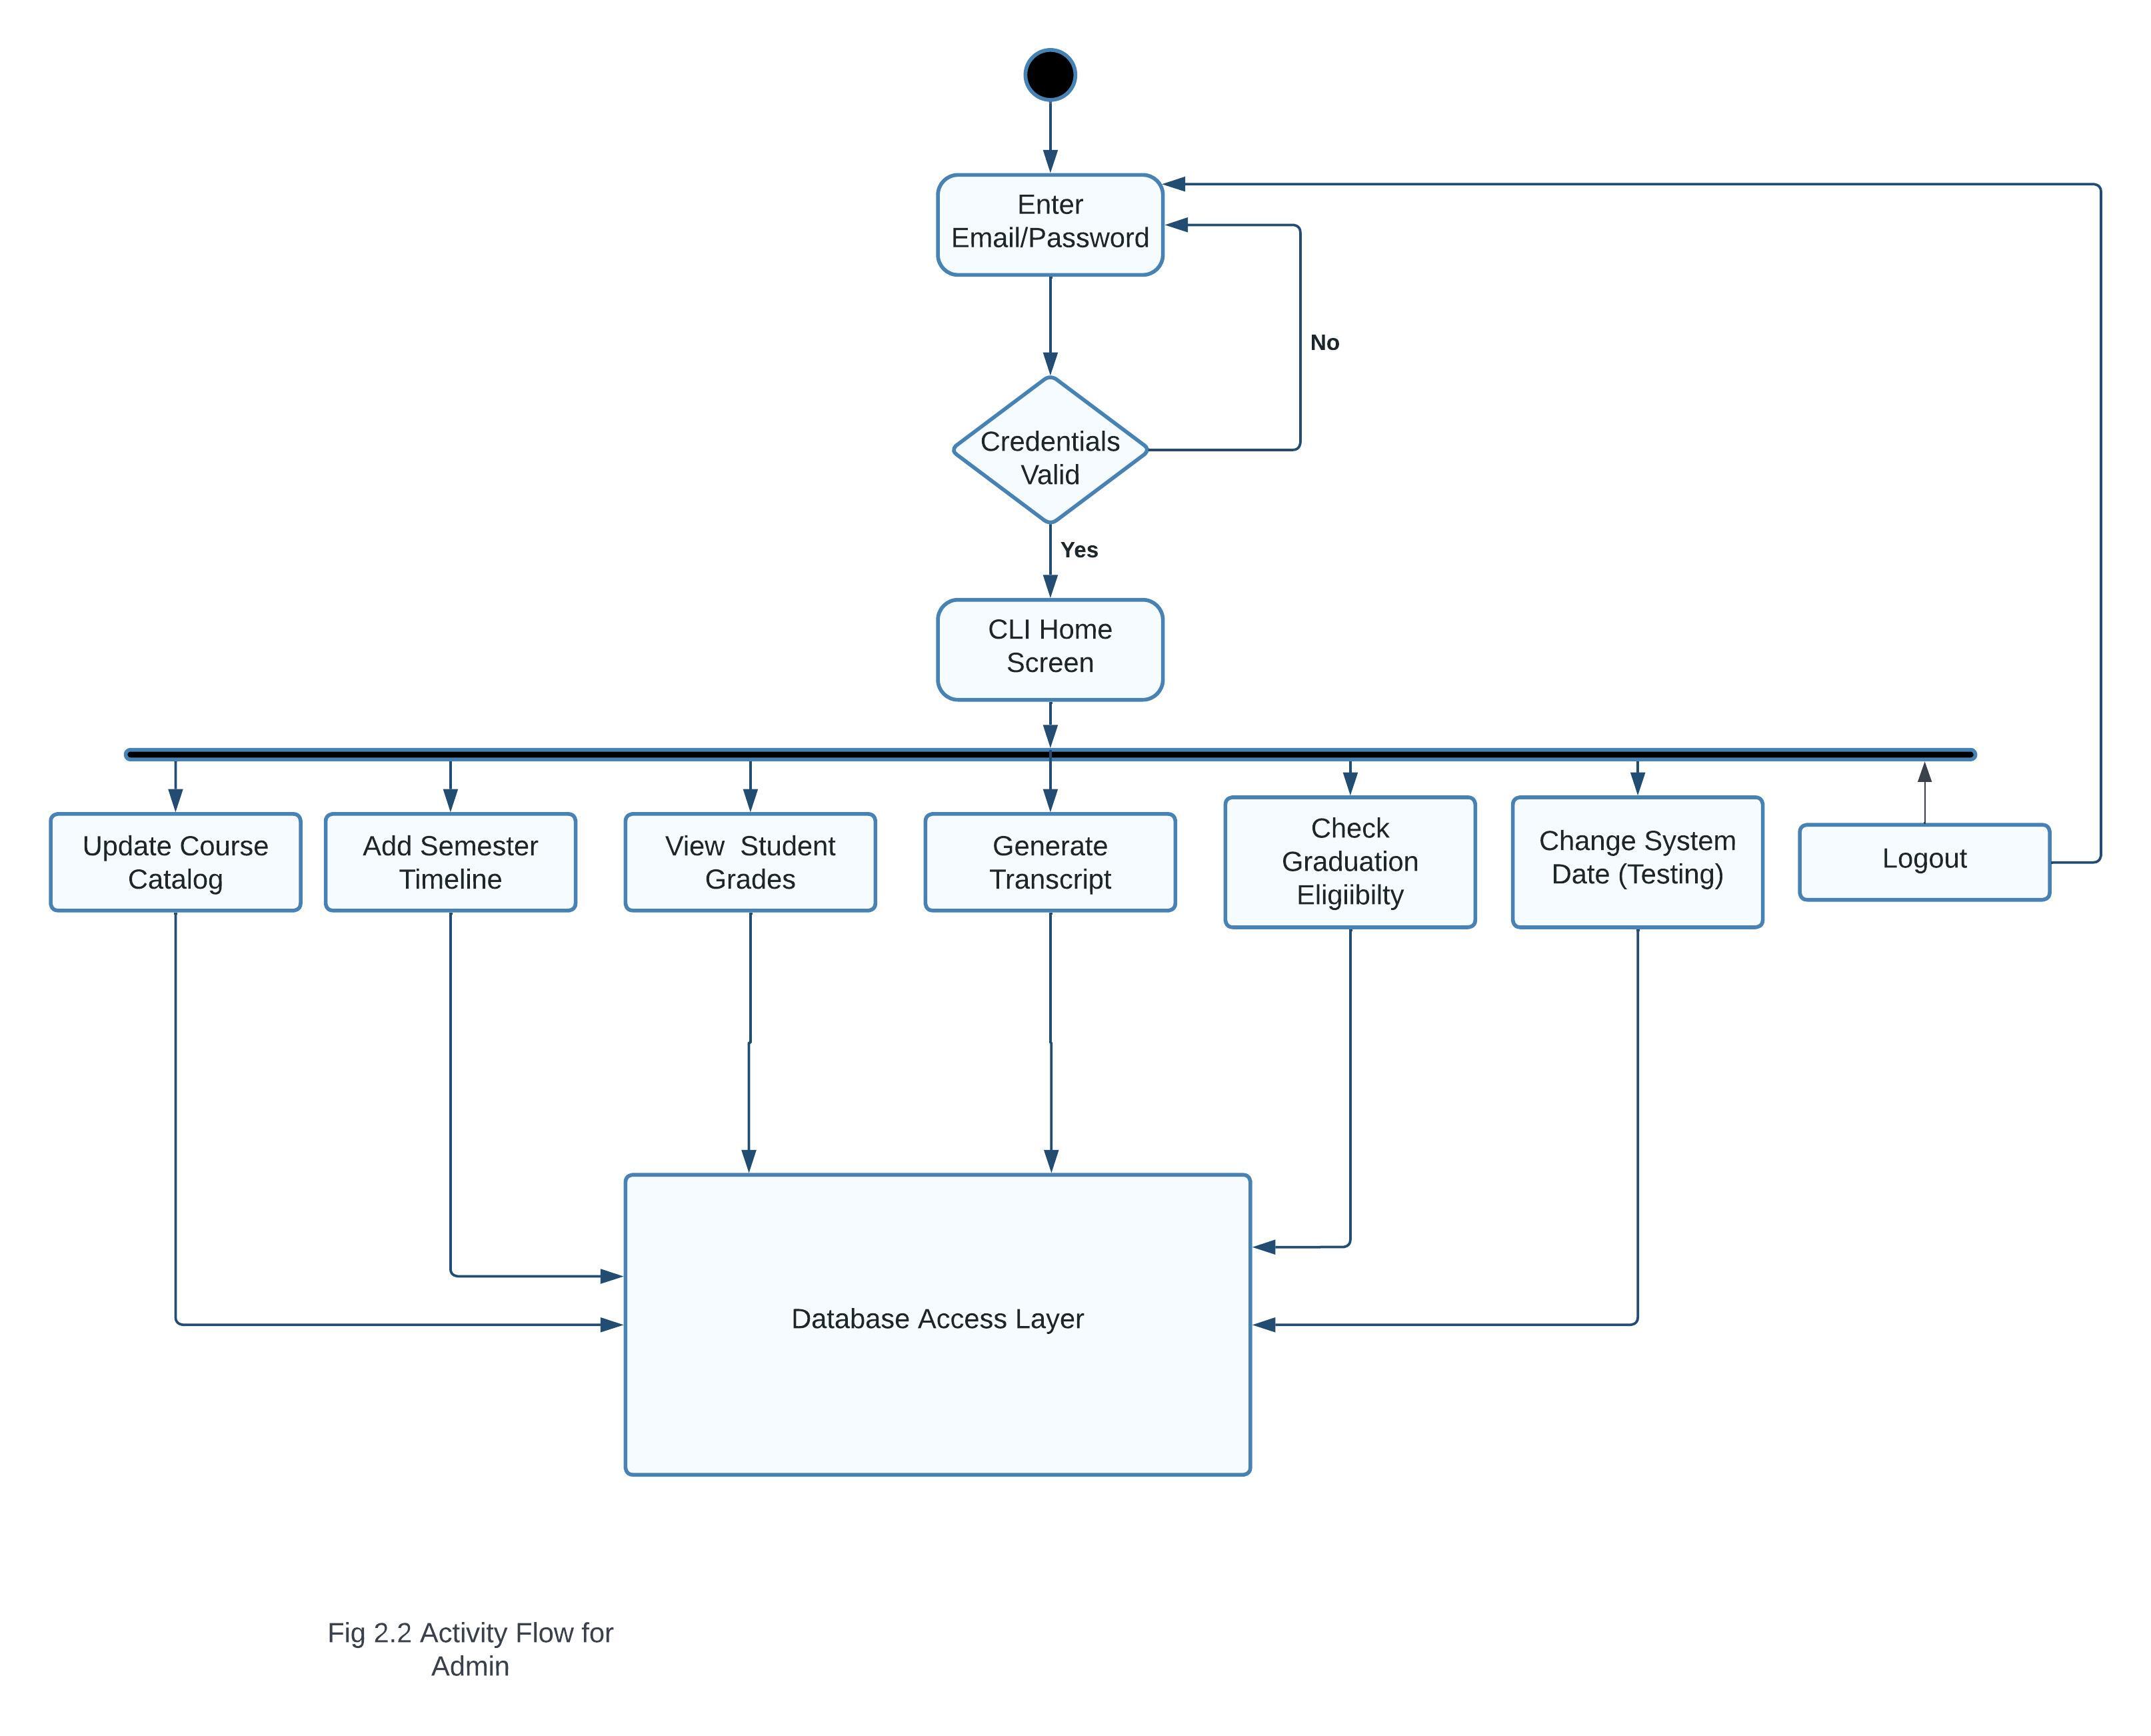 Enter
Email/Password
No
Credentials
Valid
Yes
CLI Home
Screen
Update Course
Catalog
Add Semester
Timeline
View  Student
Grades
Generate
Transcript
Check
Graduation
Eligiibilty
Change System
Date (Testing)
Logout
Database Access Layer
Fig 2.2 Activity Flow for
Admin